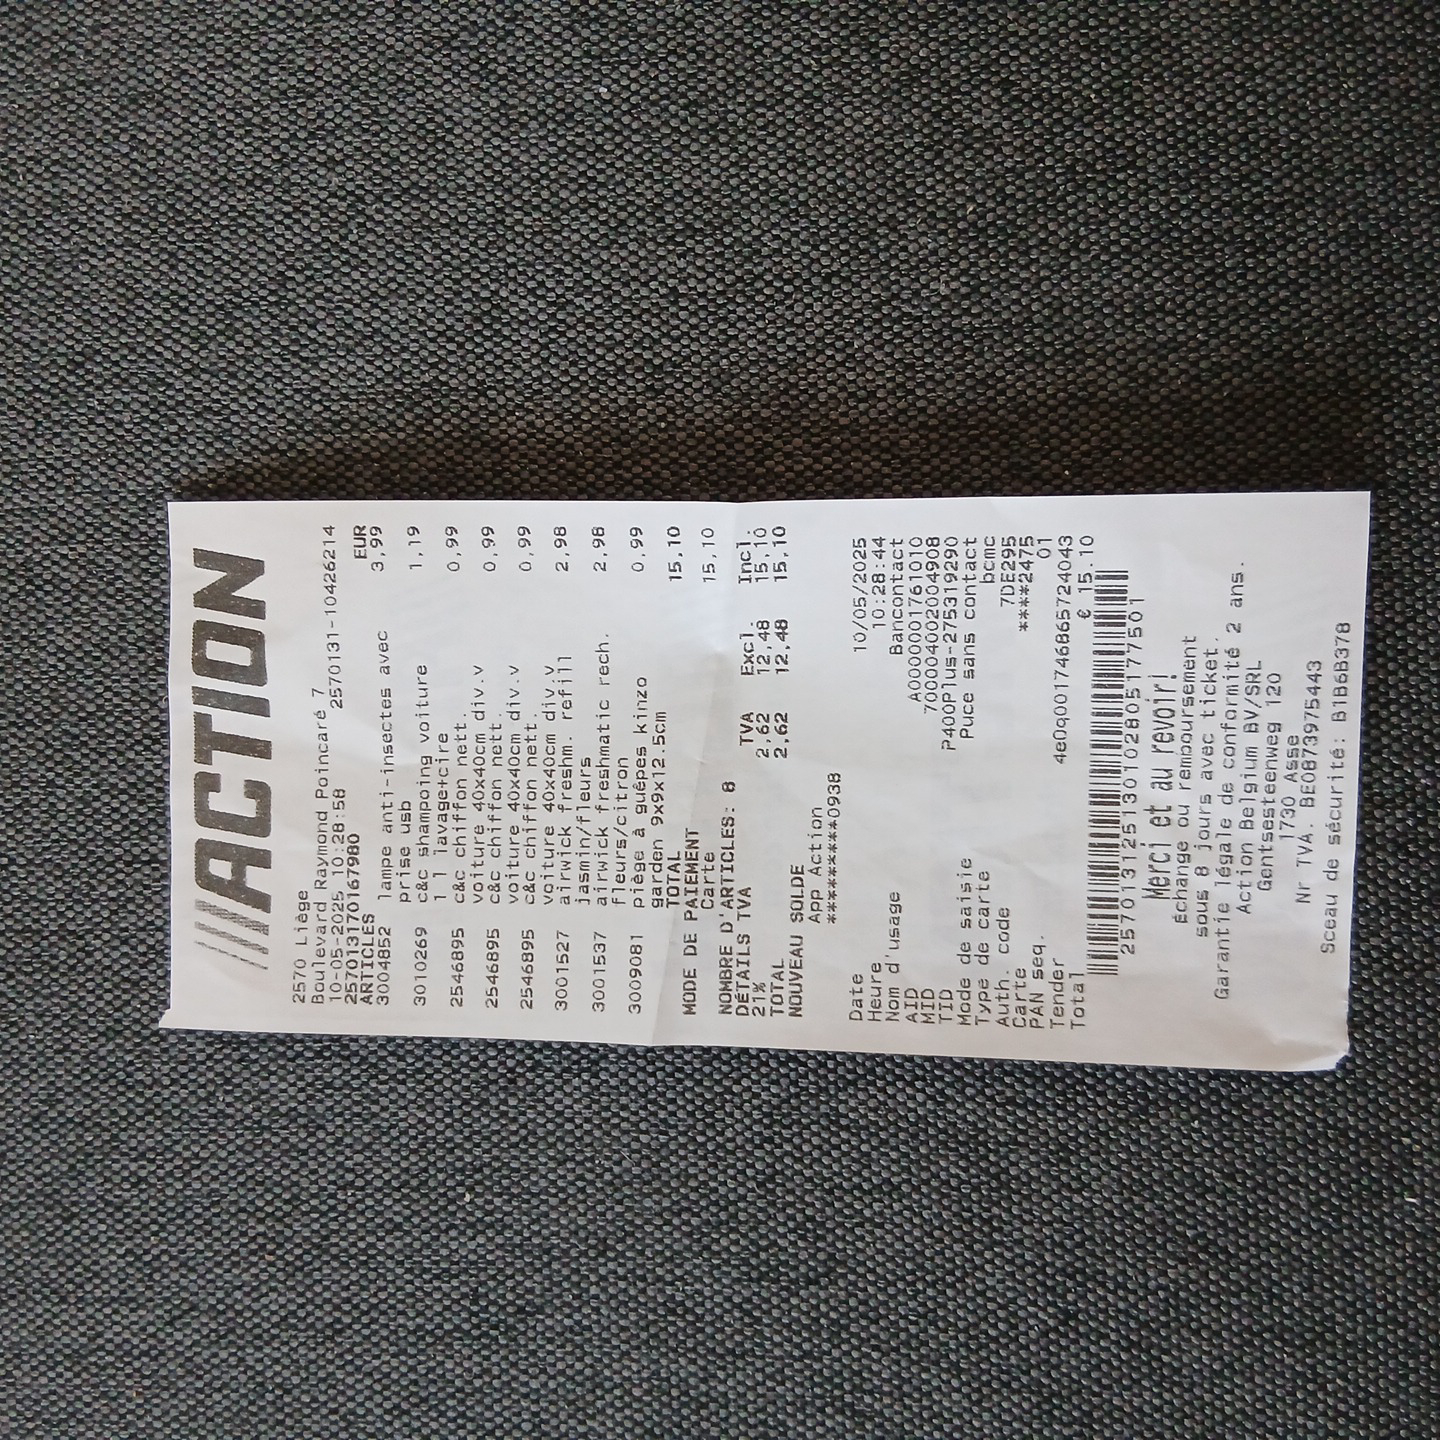 ///ACTION
2570 Liège
Boulevard Raymond Poincaré 7
10-05-2025 10:28:58 2570131-10426214
2570131170167980
ARTICLES EUR
3004852 lampe anti-insectes avec 3,99
prise usb
3010269 c&c shampoing voiture 1,19
1 l lavage+cire
2546895 c&c chiffon nett. 0,99
voiture 40x40cm div.v
2546895 c&c chiffon nett. 0,99
voiture 40x40cm div.v
2546895 c&c chiffon nett. 0,99
voiture 40x40cm div.v
3001527 airwick freshm. refill 2,98
jasmin/fleurs
3001537 airwick freshmatic rech. 2,98
fleurs/citron
3009081 piège à guêpes kinzo 0,99
garden 9x9x12.5cm
TOTAL 15,10
MODE DE PAIEMENT
Carte 15,10
NOMBRE D'ARTICLES: 8
DÉTAILS TVA TVA Excl. Incl.
21% 2,62 12,48 15,10
TOTAL 2,62 12,48 15,10
NOUVEAU SOLDE
App Action
*********0938
Date 10/05/2025
Heure 10:28:44
Nom d'usage Bancontact
AID A0000001761010
MID 700004002004908
TID P400Plus-275319290
Mode de saisie Puce sans contact
Type de carte bcmc
Auth. code 7DE295
Carte ****2475
PAN seq. 01
Tender 4e0q001746865724043
Total € 15.10
257013125130102805177501
Merci et au revoir!
Échange ou remboursement
sous 8 jours avec ticket.
Garantie légale de conformité 2 ans.
Action Belgium BV/SRL
Gentsesteenweg 120
1730 Asse
Nr TVA. BE0873975443
Sceau de sécurité: B1B6B378